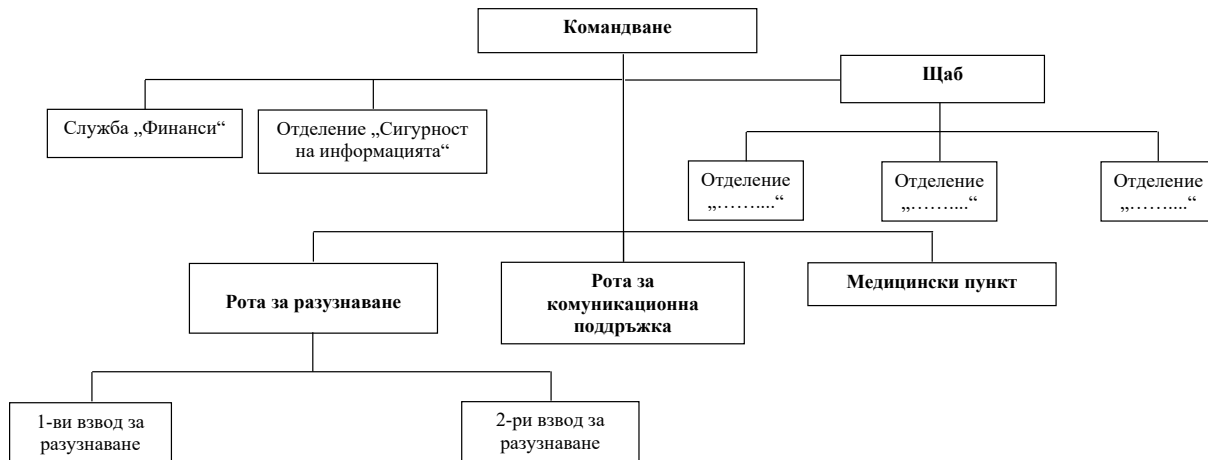 Командване
Щаб
Служба „Финанси“
Отделение „Сигурност
на информацията“
Отделение
„……....“
Отделение
„……...“
Отделение
„…….....“
Рота за разузнаване
Рота за
комуникационна
поддръжка
Медицински пункт
1-ви взвод за
разузнаване
2-ри взвод за
разузнаване